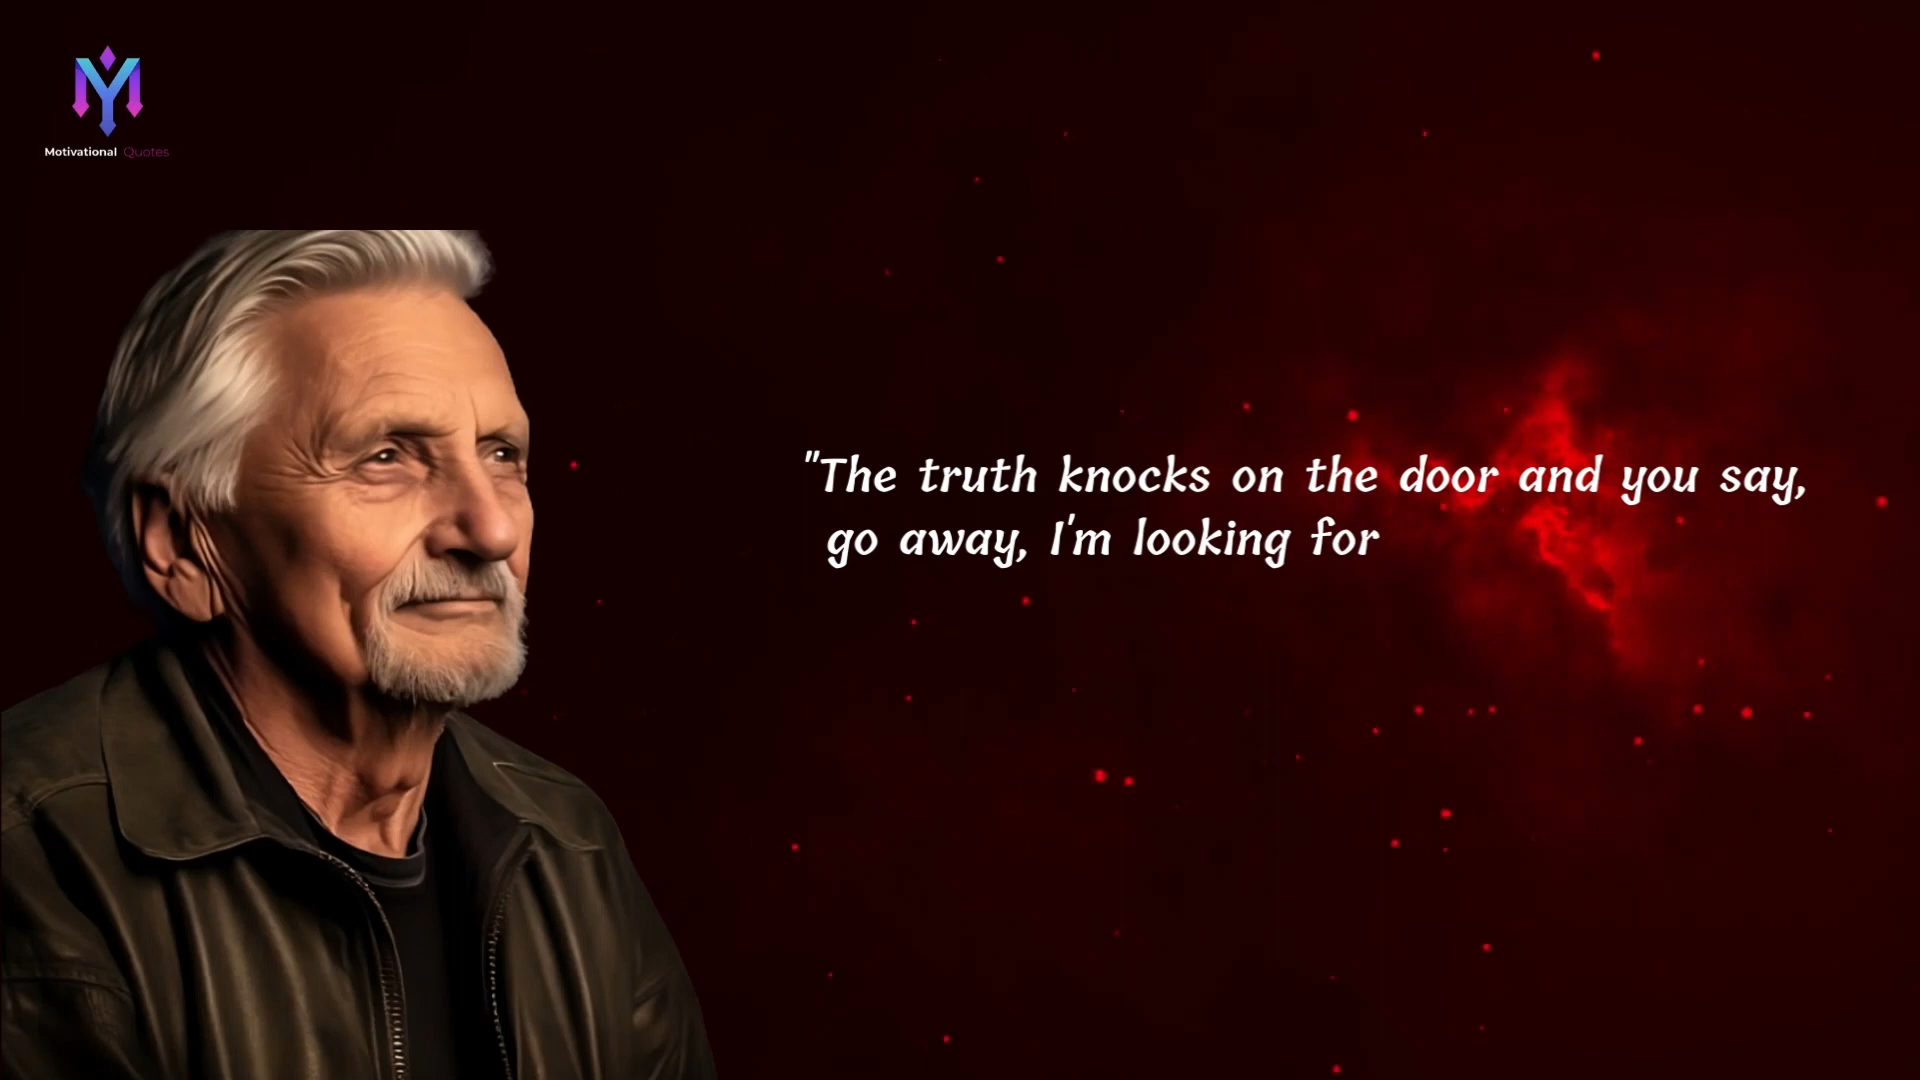 Motivational Quotes
"The truth knocks on the door and you say,
go away, I'm looking for